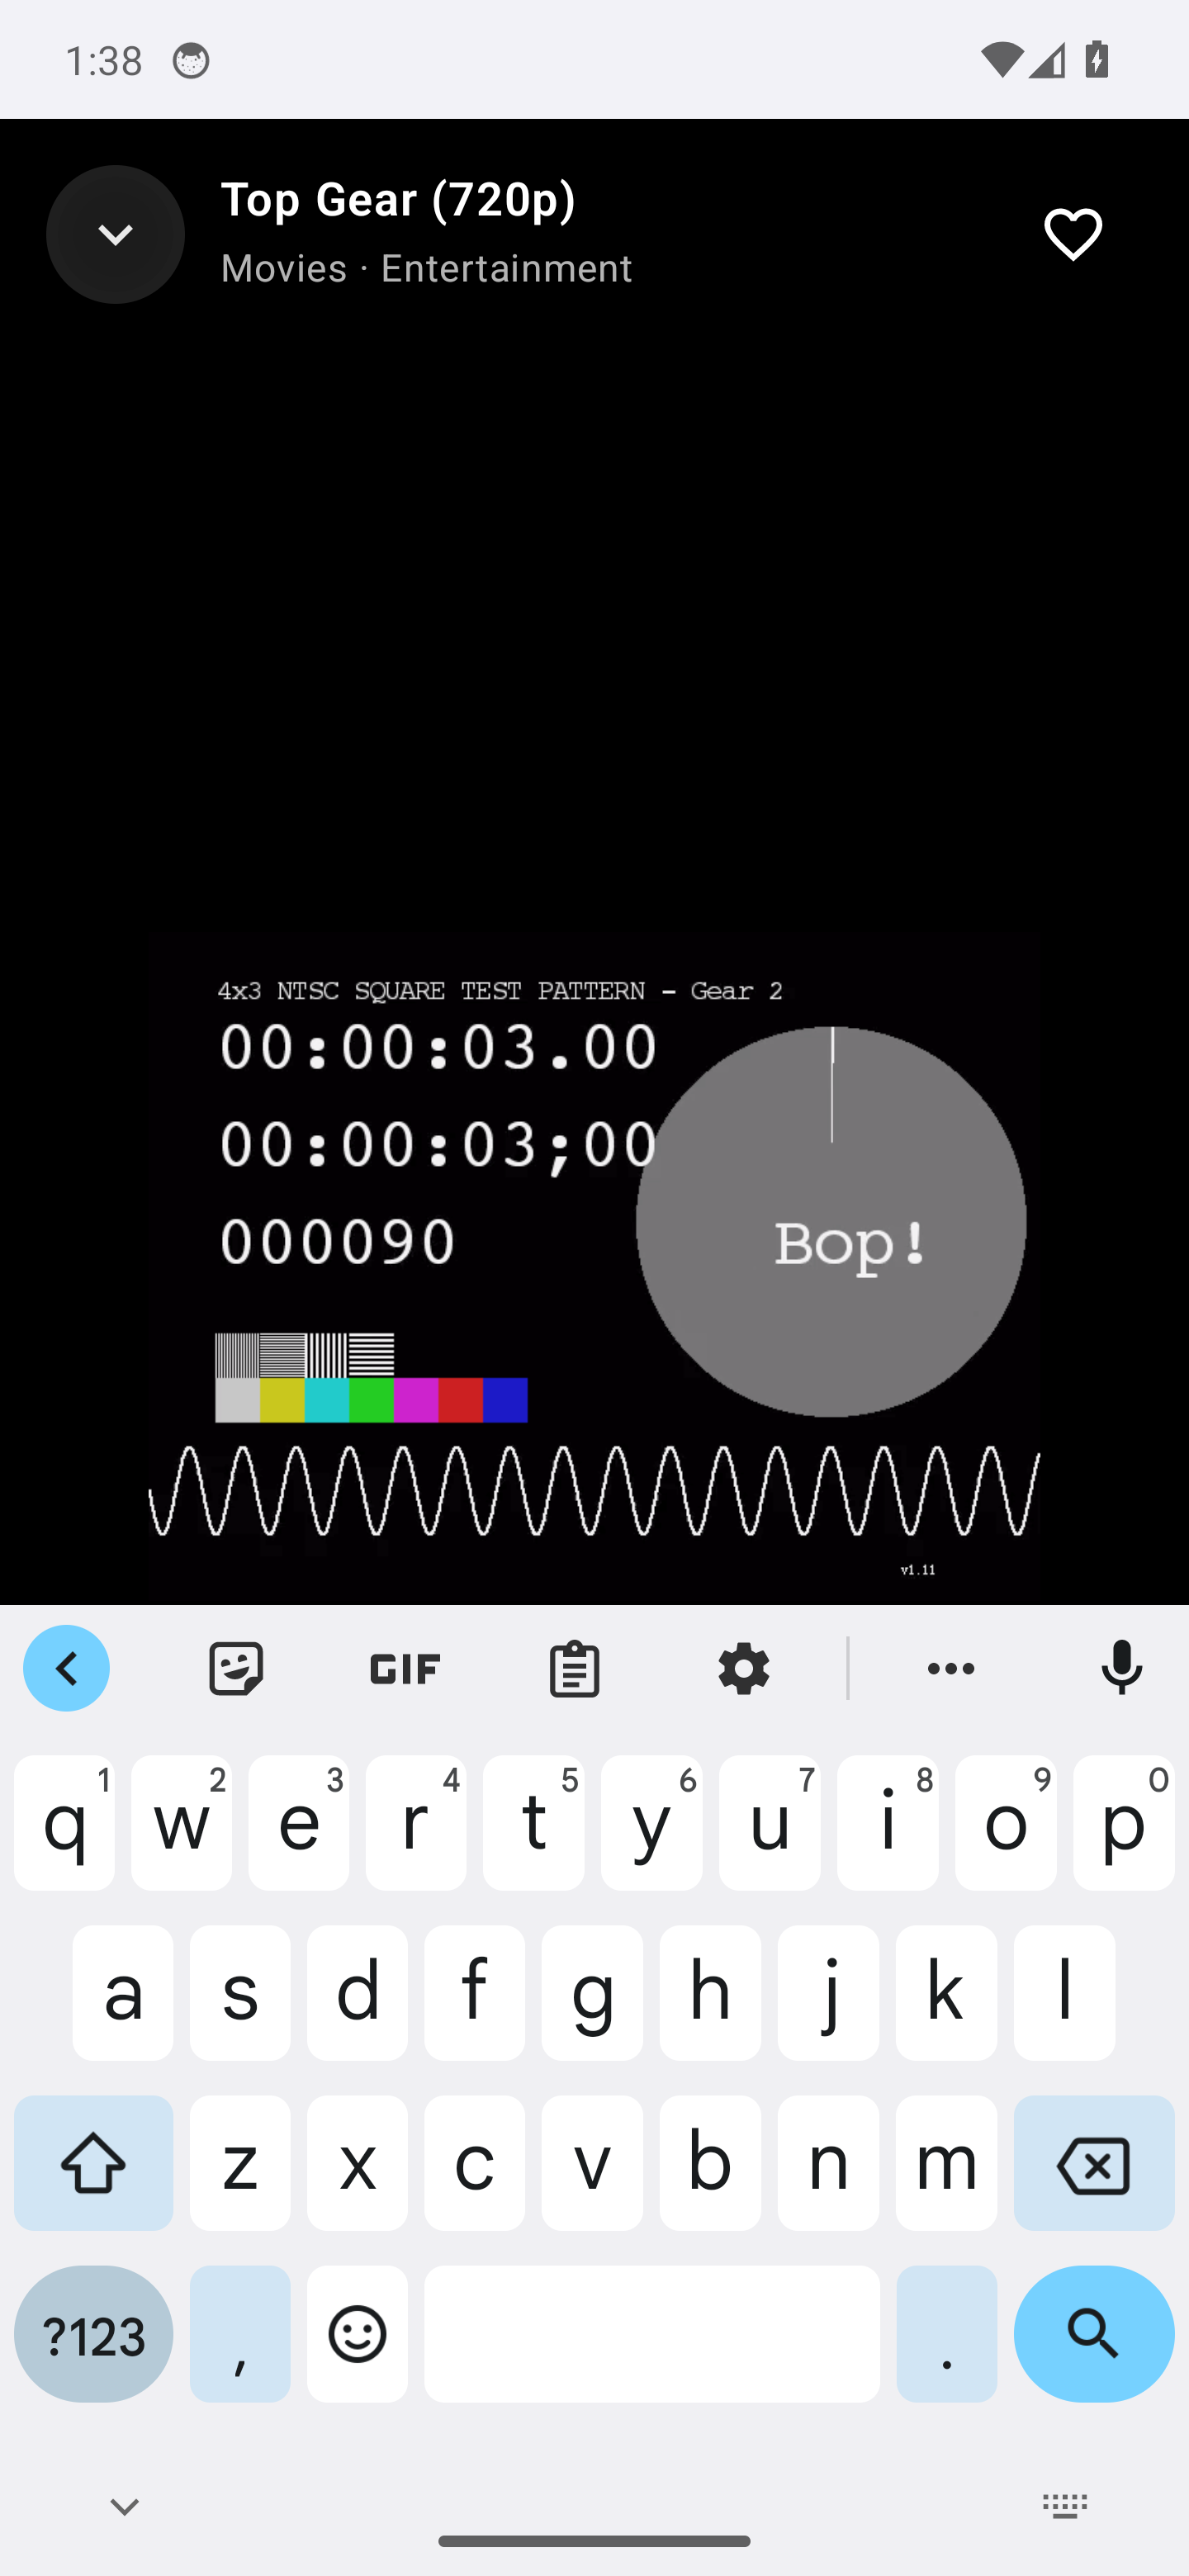 1:38
Top Gear (720p)
Movies · Entertainment
4x3 NTSC SQUARE TEST PATTERN - Gear 2
00:00:03.00
00:00:03;00
000090
Bop!
v1.11
GIF
q1 w2 e3 r4 t5 y6 u7 i8 o9 p0
a s d f g h j k l
z x c v b n m
?123 , .